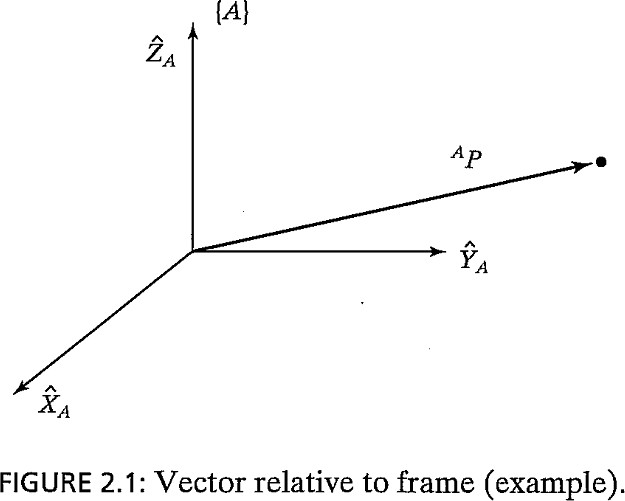 {A}
Ẑ_A
^A P
Ŷ_A
X̂_A
FIGURE 2.1: Vector relative to frame (example).